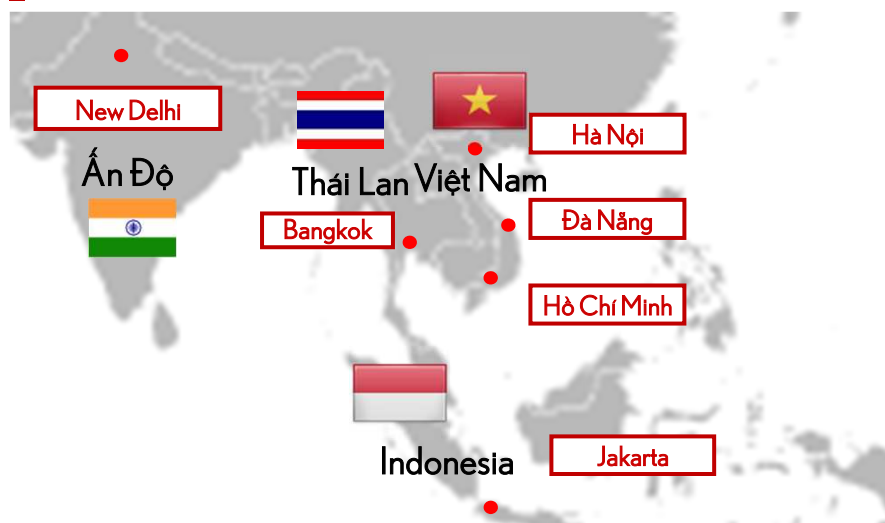 New Delhi
Hà Nội
Ấn Độ
Thái Lan
Việt Nam
Bangkok
Đà Nẵng
Hồ Chí Minh
Indonesia
Jakarta